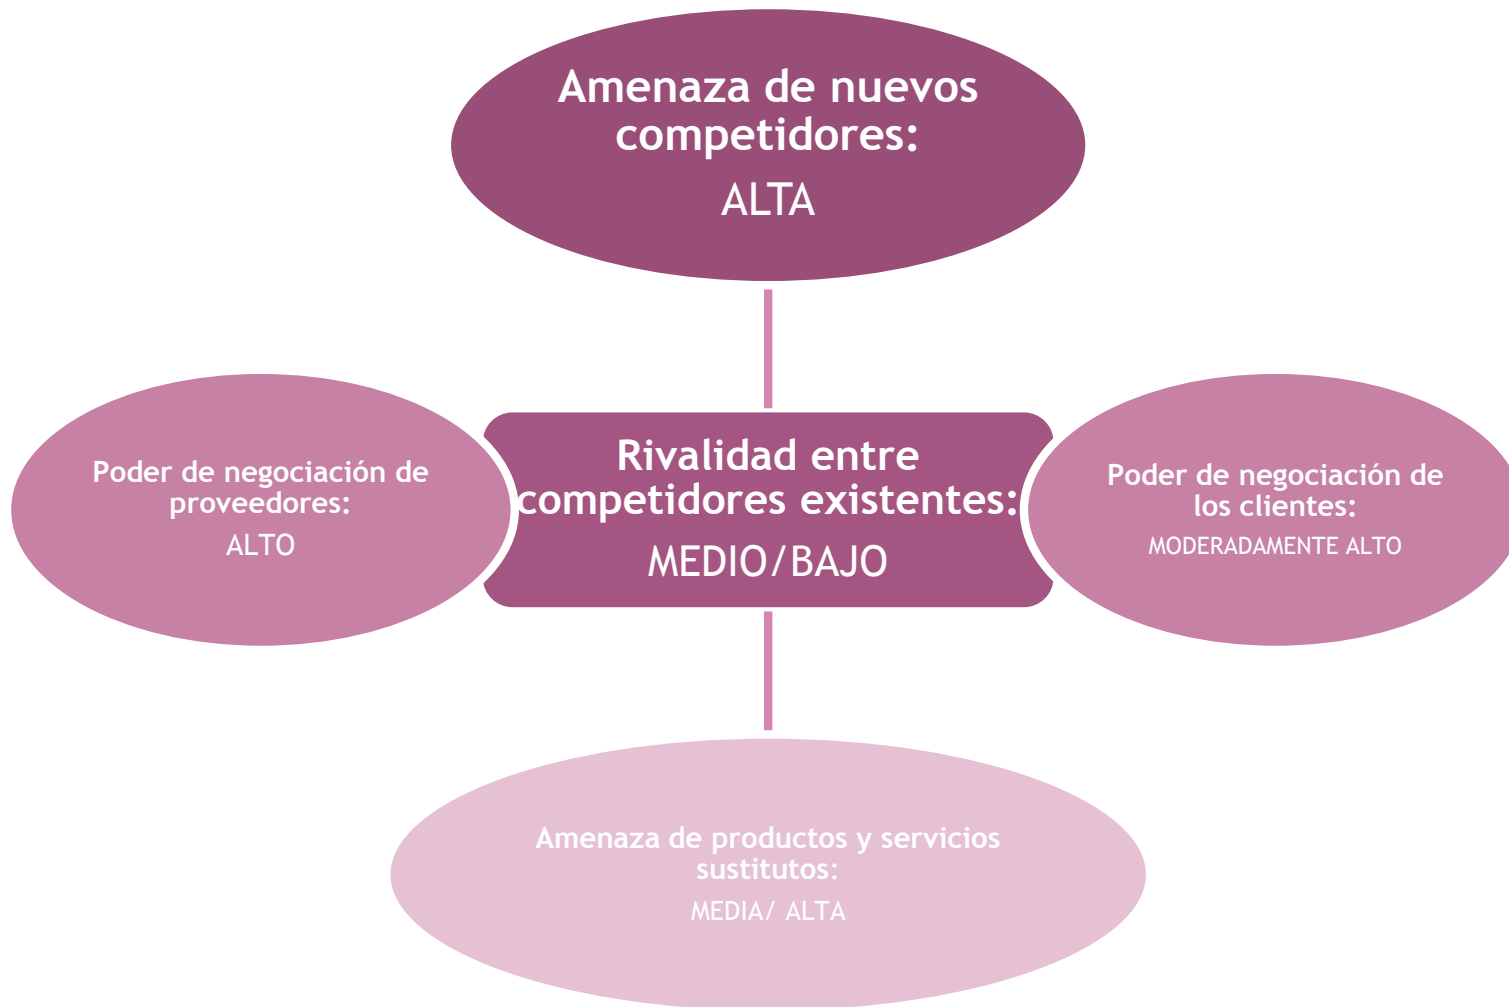 Amenaza de nuevos
competidores:
ALTA
Poder de negociación de
proveedores:
ALTO
Rivalidad entre
competidores existentes:
MEDIO/BAJO
Poder de negociación de
los clientes:
MODERADAMENTE ALTO
Amenaza de productos y servicios
sustitutos:
MEDIA/ ALTA